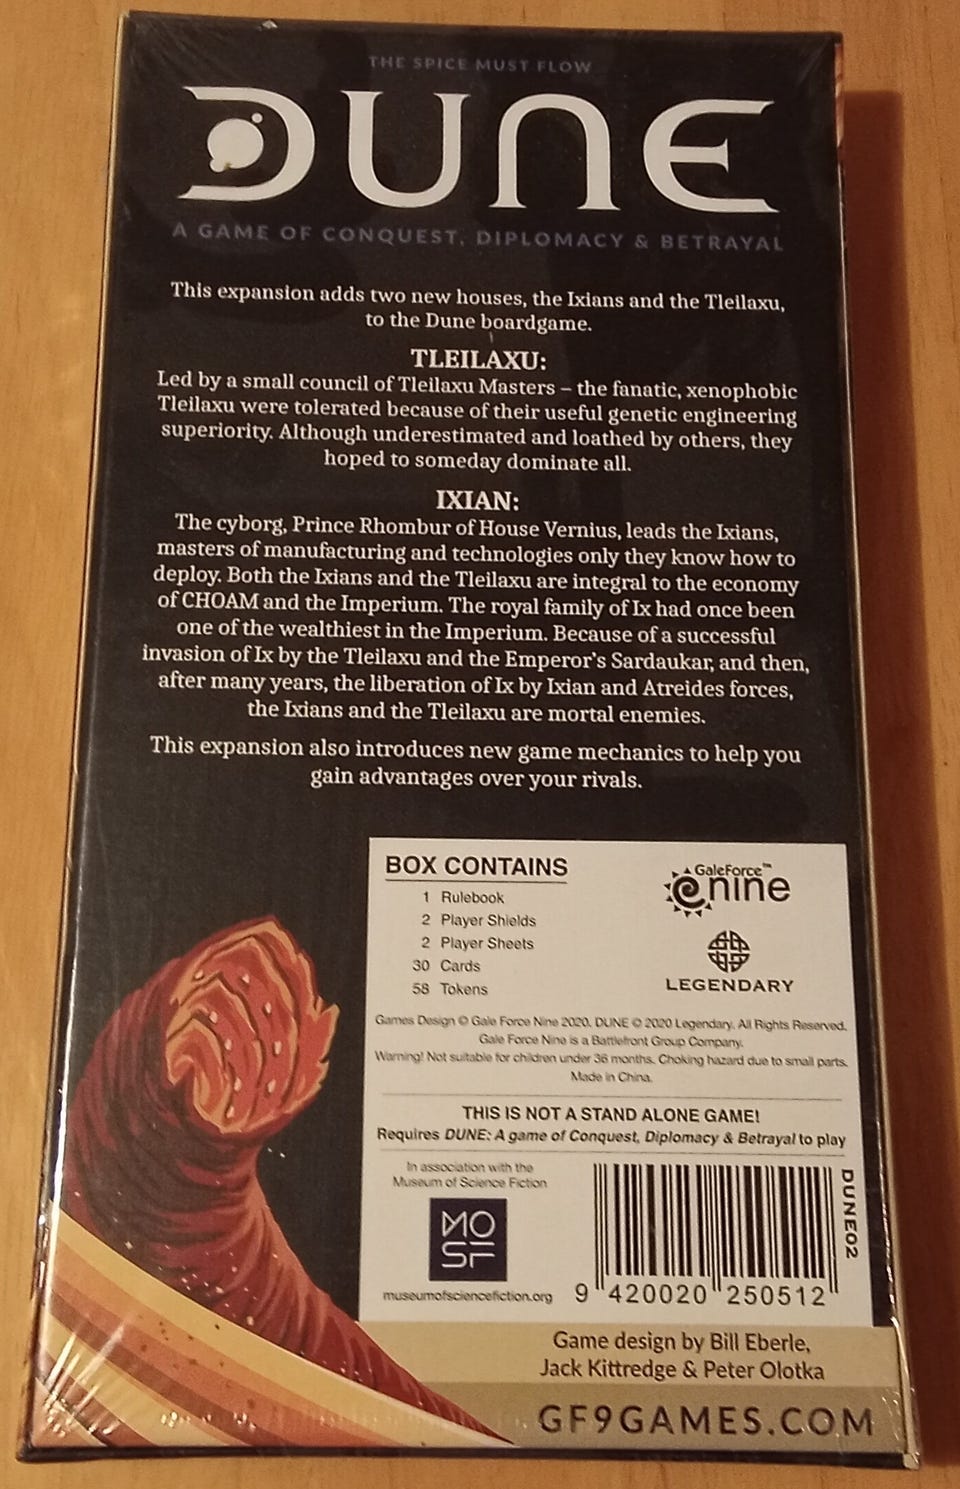 THE SPICE MUST FLOW
DUNE
A GAME OF CONQUEST, DIPLOMACY & BETRAYAL
This expansion adds two new houses, the Ixians and the Tleilaxu,
to the Dune boardgame.
TLEILAXU:
Led by a small council of Tleilaxu Masters – the fanatic, xenophobic
Tleilaxu were tolerated because of their useful genetic engineering
superiority. Although underestimated and loathed by others, they
hoped to someday dominate all.
IXIAN:
The cyborg, Prince Rhombur of House Vernius, leads the Ixians,
masters of manufacturing and technologies only they know how to
deploy. Both the Ixians and the Tleilaxu are integral to the economy
of CHOAM and the Imperium. The royal family of Ix had once been
one of the wealthiest in the Imperium. Because of a successful
invasion of Ix by the Tleilaxu and the Emperor's Sardaukar, and then,
after many years, the liberation of Ix by Ixian and Atreides forces,
the Ixians and the Tleilaxu are mortal enemies.
This expansion also introduces new game mechanics to help you
gain advantages over your rivals.
BOX CONTAINS
1 Rulebook
2 Player Shields
2 Player Sheets
30 Cards
58 Tokens
GaleForce™
nine
LEGENDARY
Games Design © Gale Force Nine 2020. DUNE © 2020 Legendary. All Rights Reserved.
Gale Force Nine is a Battlefront Group Company.
Warning! Not suitable for children under 36 months. Choking hazard due to small parts.
Made in China.
THIS IS NOT A STAND ALONE GAME!
Requires DUNE: A game of Conquest, Diplomacy & Betrayal to play
In association with the
Museum of Science Fiction
MO
SF
museumofsciencefiction.org
DUNE02
9 420020 250512
Game design by Bill Eberle,
Jack Kittredge & Peter Olotka
GF9GAMES.COM